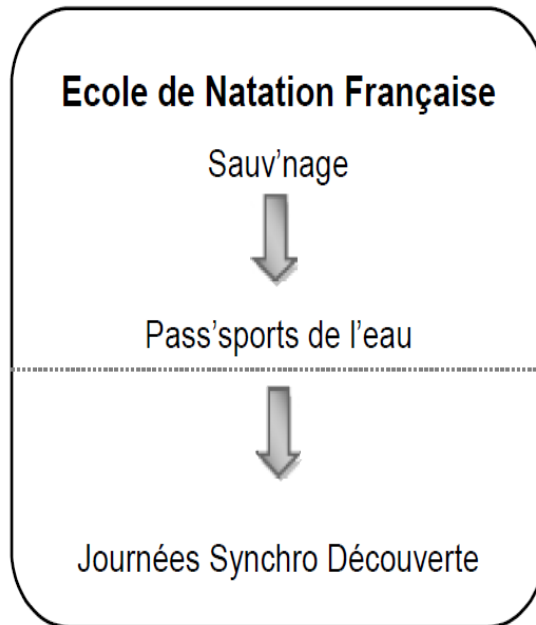 Ecole de Natation Française
Sauv'nage
Pass'sports de l'eau
Journées Synchro Découverte